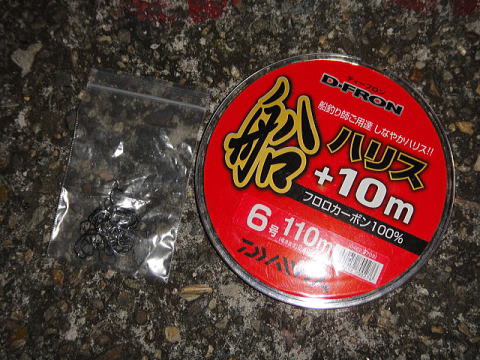 ディーフロン
D-FRON
船釣り師ご用達 しなやかハリス!!
船
ハリス
+10m
フロロカーボン100%
6号
110m
DAIWA